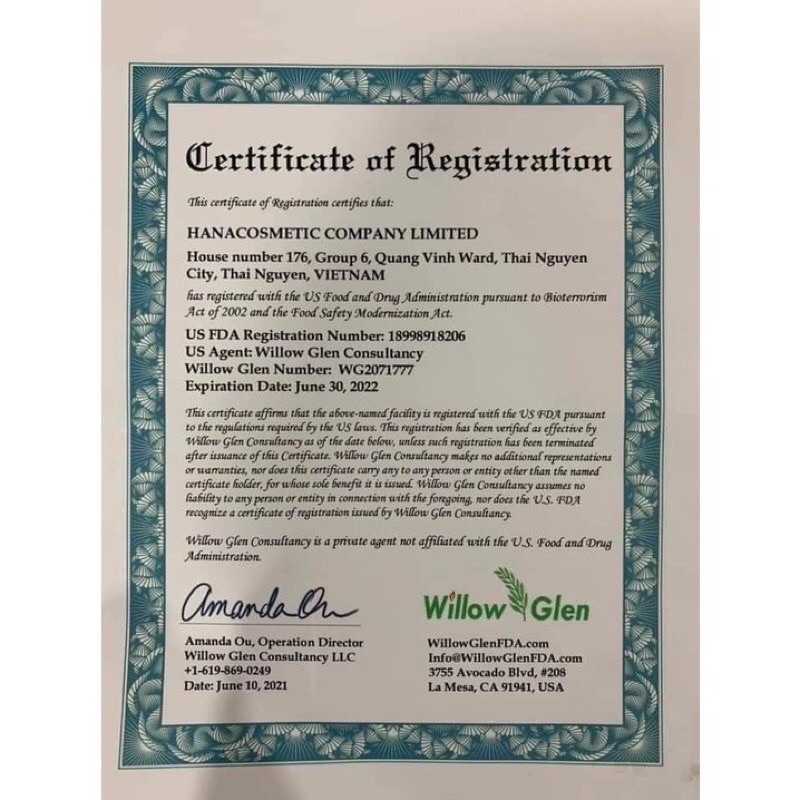 Certificate of Registration
This certificate of Registration certifies that:
HANACOSMETIC COMPANY LIMITED
House number 176, Group 6, Quang Vinh Ward, Thai Nguyen
City, Thai Nguyen, VIETNAM
has registered with the US Food and Drug Administration pursuant to Bioterrorism
Act of 2002 and the Food Safety Modernization Act.
US FDA Registration Number: 18998918206
US Agent: Willow Glen Consultancy
Willow Glen Number: WG2071777
Expiration Date: June 30, 2022
This certificate affirms that the above-named facility is registered with the US FDA pursuant
to the regulations required by the US laws. This registration has been verified as effective by
Willow Glen Consultancy as of the date below, unless such registration has been terminated
after issuance of this Certificate. Willow Glen Consultancy makes no additional representations
or warranties, nor does this certificate carry any to any person or entity other than the named
certificate holder, for whose sole benefit it is issued. Willow Glen Consultancy assumes no
liability to any person or entity in connection with the foregoing, nor does the U.S. FDA
recognize a certificate of registration issued by Willow Glen Consultancy.
Willow Glen Consultancy is a private agent not affiliated with the U.S. Food and Drug
Administration.
Amanda Ou
Willow Glen
Amanda Ou, Operation Director
Willow Glen Consultancy LLC
+1-619-869-0249
Date: June 10, 2021
WillowGlenFDA.com
Info@WillowGlenFDA.com
3755 Avocado Blvd, #208
La Mesa, CA 91941, USA